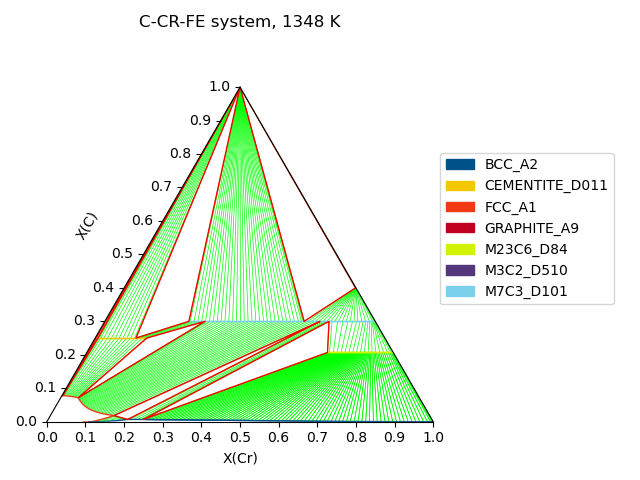 C-CR-FE system, 1348 K
1.0
0.9
0.8
0.7
0.6
0.5
0.4
0.3
0.2
0.1
0.0
X(C)
0.0 0.1 0.2 0.3 0.4 0.5 0.6 0.7 0.8 0.9 1.0
X(Cr)
BCC_A2
CEMENTITE_D011
FCC_A1
GRAPHITE_A9
M23C6_D84
M3C2_D510
M7C3_D101